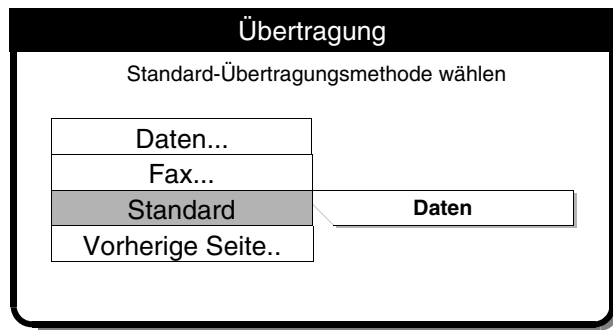 Übertragung
Standard-Übertragungsmethode wählen
Daten...
Fax...
Standard
Daten
Vorherige Seite..